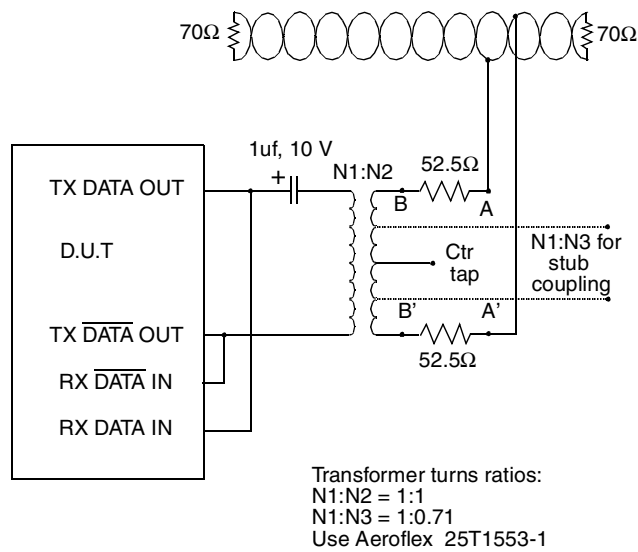 70Ω
70Ω
1uf, 10 V
+
N1:N2
52.5Ω
TX DATA OUT
B
A
D.U.T
Ctr
tap
N1:N3 for
stub
coupling
B'
A'
TX D̅A̅T̅A̅ OUT
52.5Ω
RX D̅A̅T̅A̅ IN
RX DATA IN
Transformer turns ratios:
N1:N2 = 1:1
N1:N3 = 1:0.71
Use Aeroflex 25T1553-1